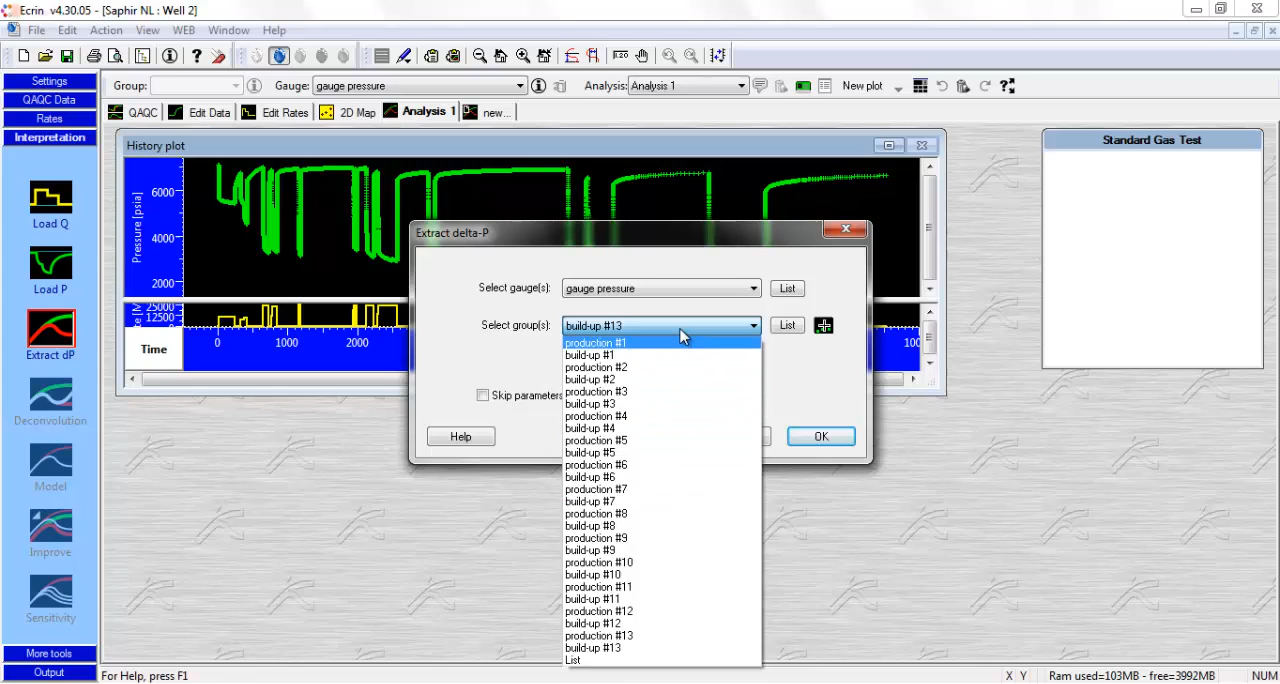 Ecrin v4.30.05 - [Saphir NL : Well 2]
File Edit Action View WEB Window Help
Settings
QAQC Data
Rates
Interpretation
Load Q
Load P
Extract dP
Deconvolution
Model
Improve
Sensitivity
More tools
Output
Group: Gauge: gauge pressure Analysis: Analysis 1 New plot
QAQC Edit Data Edit Rates 2D Map Analysis 1 new...
History plot
Pressure [psia]
6000
4000
2000
25000
12500
Time
0 1000 2000
Standard Gas Test
Extract delta-P
Select gauge(s): gauge pressure List
Select group(s): build-up #13 List
production #1
build-up #1
production #2
build-up #2
production #3
build-up #3
production #4
build-up #4
production #5
build-up #5
production #6
build-up #6
production #7
build-up #7
production #8
build-up #8
production #9
build-up #9
production #10
build-up #10
production #11
build-up #11
production #12
build-up #12
production #13
build-up #13
List
Skip parameters
Help OK
For Help, press F1
X Y Ram used=103MB - free=3992MB NUM